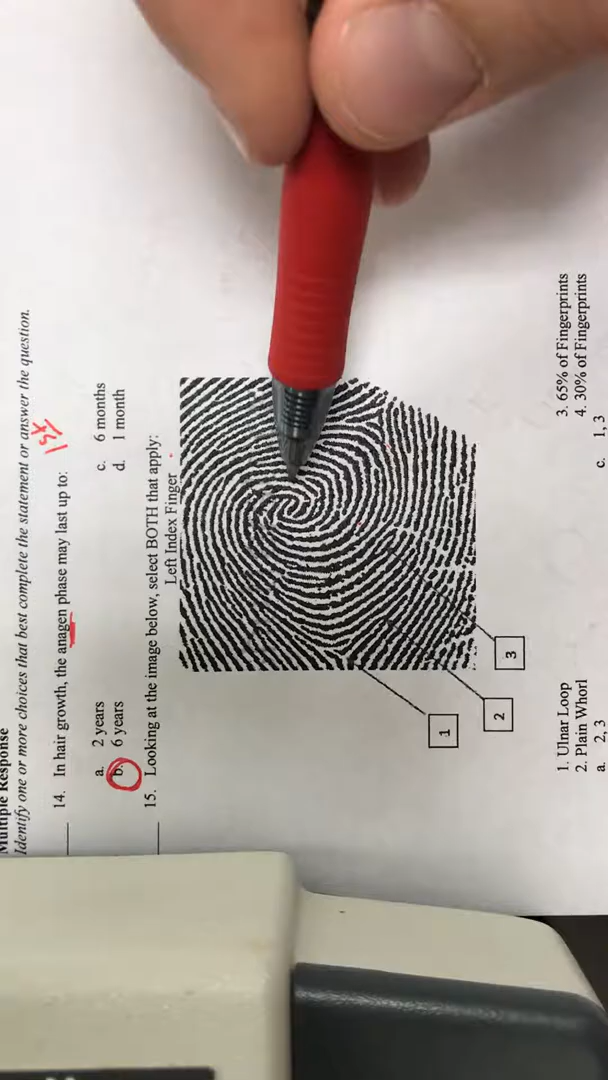 Multiple Response
Identify one or more choices that best complete the statement or answer the question.
14. In hair growth, the anagen phase may last up to:
1st
a. 2 years
c. 6 months
b. 6 years
d. 1 month
15. Looking at the image below, select BOTH that apply:
Left Index Finger
1
2
3
1. Ulnar Loop
3. 65% of Fingerprints
2. Plain Whorl
4. 30% of Fingerprints
a. 2, 3
c. 1, 3